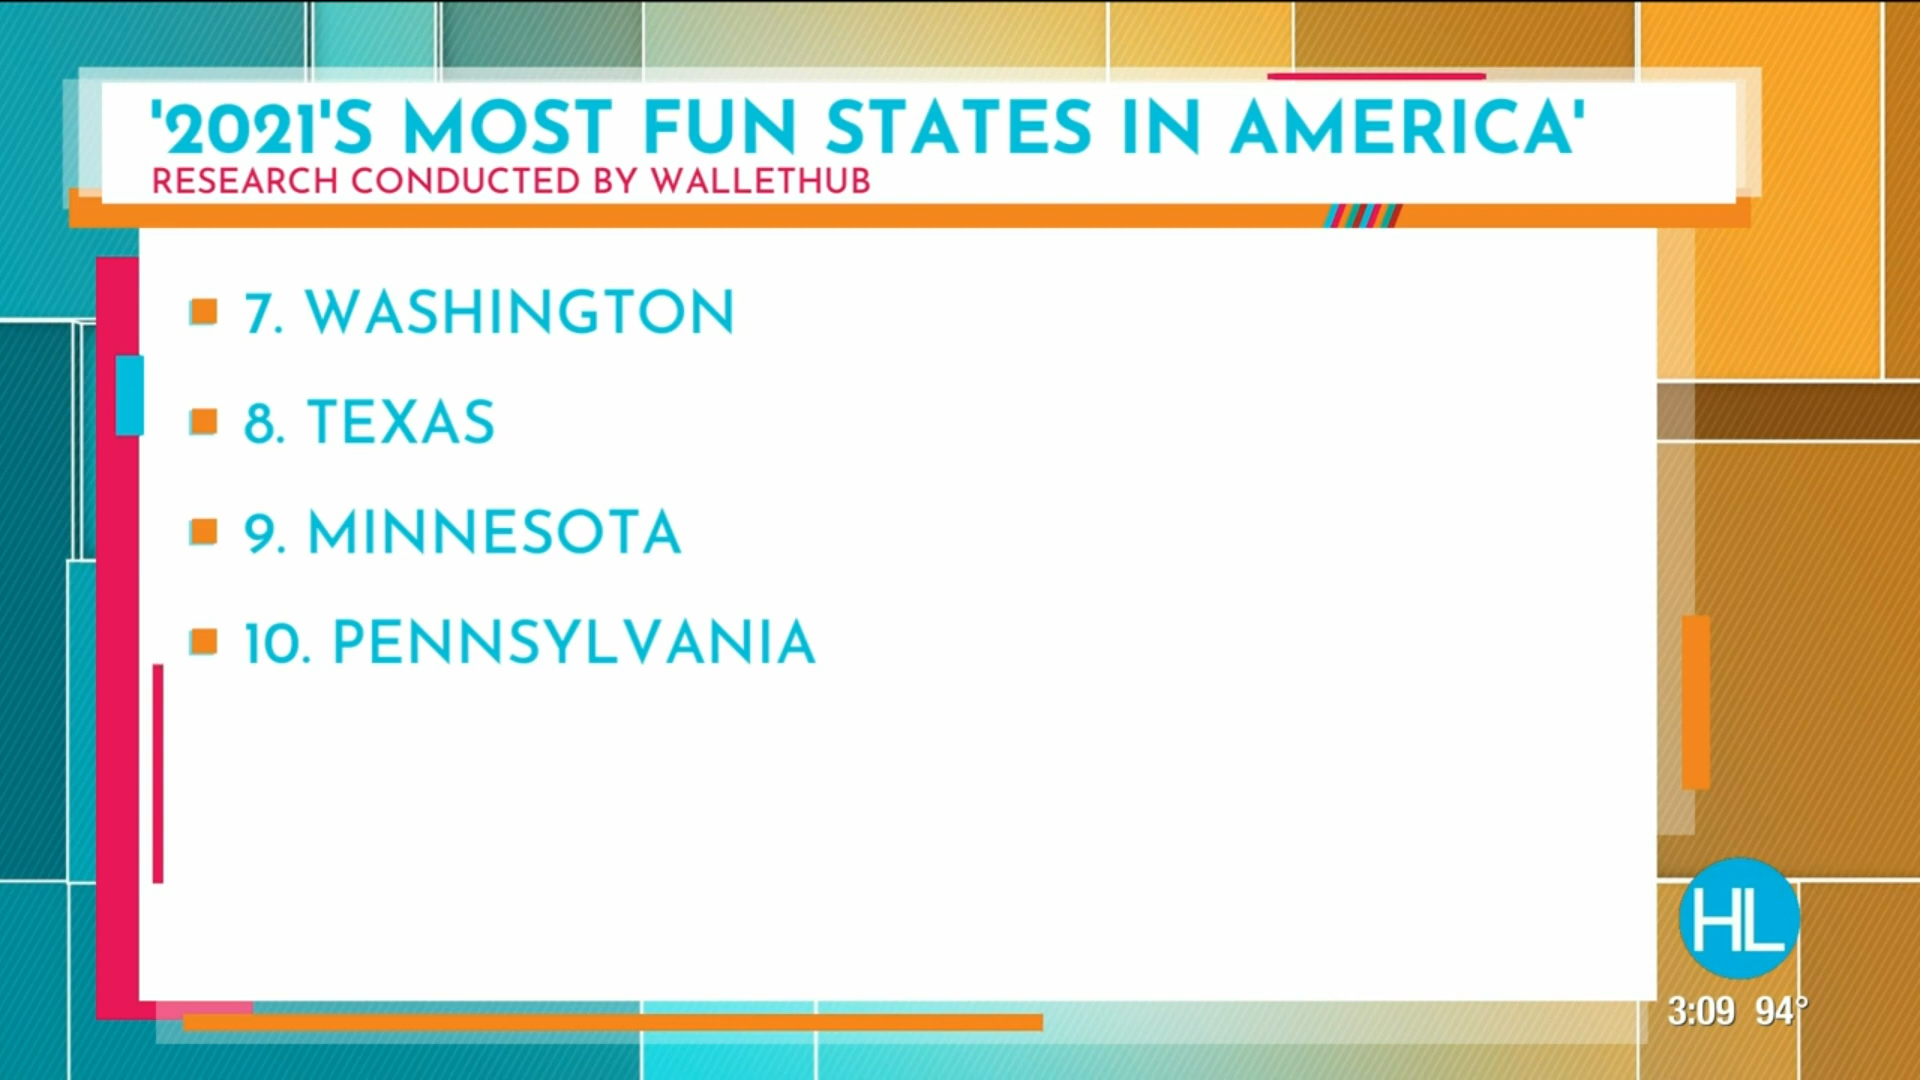 '2021'S MOST FUN STATES IN AMERICA'
RESEARCH CONDUCTED BY WALLETHUB
7. WASHINGTON
8. TEXAS
9. MINNESOTA
10. PENNSYLVANIA
HL
3:09 94°